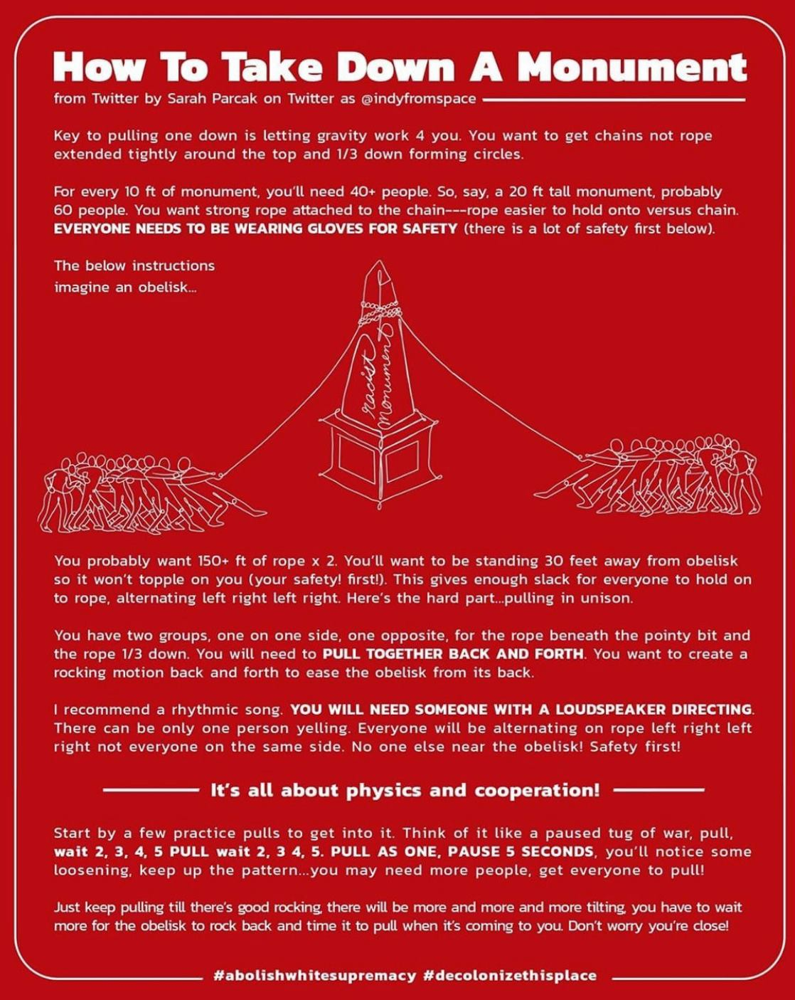 How To Take Down A Monument
from Twitter by Sarah Parcak on Twitter as @indyfromspace
Key to pulling one down is letting gravity work 4 you. You want to get chains not rope
extended tightly around the top and 1/3 down forming circles.
For every 10 ft of monument, you'll need 40+ people. So, say, a 20 ft tall monument, probably
60 people. You want strong rope attached to the chain---rope easier to hold onto versus chain.
EVERYONE NEEDS TO BE WEARING GLOVES FOR SAFETY (there is a lot of safety first below).
The below instructions
imagine an obelisk...
racist
monument
You probably want 150+ ft of rope x 2. You'll want to be standing 30 feet away from obelisk
so it won't topple on you (your safety! first!). This gives enough slack for everyone to hold on
to rope, alternating left right left right. Here's the hard part...pulling in unison.
You have two groups, one on one side, one opposite, for the rope beneath the pointy bit and
the rope 1/3 down. You will need to PULL TOGETHER BACK AND FORTH. You want to create a
rocking motion back and forth to ease the obelisk from its back.
I recommend a rhythmic song. YOU WILL NEED SOMEONE WITH A LOUDSPEAKER DIRECTING.
There can be only one person yelling. Everyone will be alternating on rope left right left
right not everyone on the same side. No one else near the obelisk! Safety first!
It's all about physics and cooperation!
Start by a few practice pulls to get into it. Think of it like a paused tug of war, pull,
wait 2, 3, 4, 5 PULL wait 2, 3 4, 5. PULL AS ONE, PAUSE 5 SECONDS, you'll notice some
loosening, keep up the pattern...you may need more people, get everyone to pull!
Just keep pulling till there's good rocking, there will be more and more and more tilting, you have to wait
more for the obelisk to rock back and time it to pull when it's coming to you. Don't worry you're close!
#abolishwhitesupremacy #decolonizethisplace